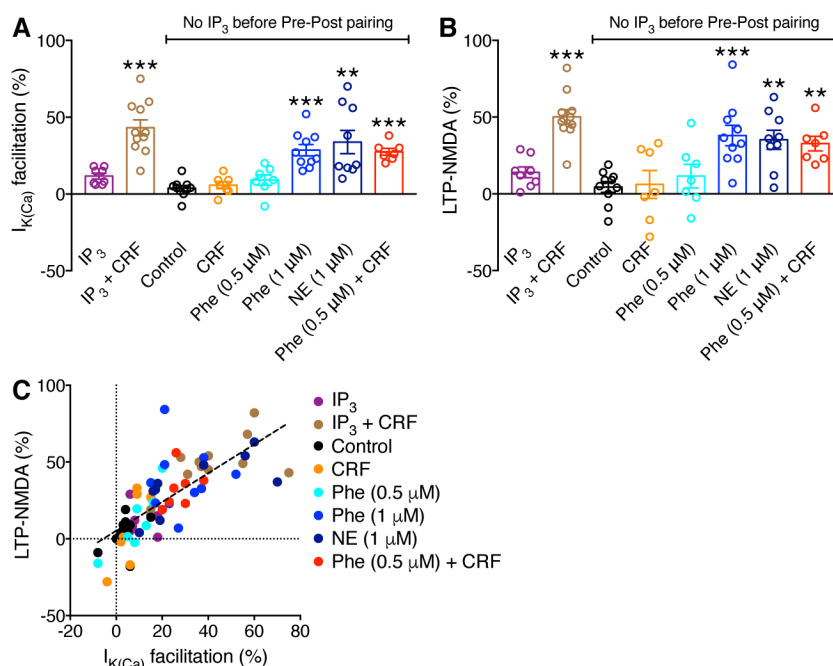 A
No IP3 before Pre-Post pairing
IK(Ca) facilitation (%)
100
50
0
-50
***
***
**
***
IP3
IP3 + CRF
Control
CRF
Phe (0.5 µM)
Phe (1 µM)
NE (1 µM)
Phe (0.5 µM) + CRF
B
No IP3 before Pre-Post pairing
LTP-NMDA (%)
100
50
0
-50
***
***
**
**
IP3
IP3 + CRF
Control
CRF
Phe (0.5 µM)
Phe (1 µM)
NE (1 µM)
Phe (0.5 µM) + CRF
C
LTP-NMDA (%)
100
50
0
-50
-20 0 20 40 60 80
IK(Ca) facilitation (%)
IP3
IP3 + CRF
Control
CRF
Phe (0.5 µM)
Phe (1 µM)
NE (1 µM)
Phe (0.5 µM) + CRF